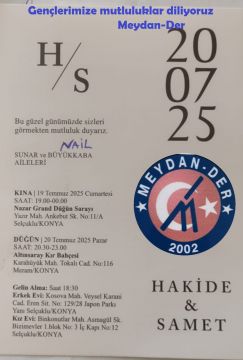 Gençlerimize mutluluklar diliyoruz
Meydan-Der
H/S
20
07
25
Bu güzel günümüzde sizleri
görmekten mutluluk duyarız.
NAİL
SUNAR ve BÜYÜKKABA
AİLELERİ
KINA | 19 Temmuz 2025 Cumartesi
SAAT: 19.00-00.00
Nazar Grand Düğün Sarayı
Yazır Mah. Ankebut Sk. No:11/A
Selçuklu/KONYA
DÜĞÜN | 20 Temmuz 2025 Pazar
SAAT: 20.30-23.00
Altınsaray Kır Bahçesi
Karahüyük Mah. Tokalı Cad. No:116
Meram/KONYA
Gelin Alma: Saat 18:30
Erkek Evi: Kosova Mah. Veysel Karani
Cad. Eron Sit. No: 129/28 Japon Parkı
Yanı Selçuklu/KONYA
Kız Evi: Binkonutlar Mah. Asmagül Sk.
Bizimevler 1.blok No: 3 İç Kapı No:12
Selçuklu/KONYA
MEYDAN-DER
2002
HAKİDE
&
SAMET